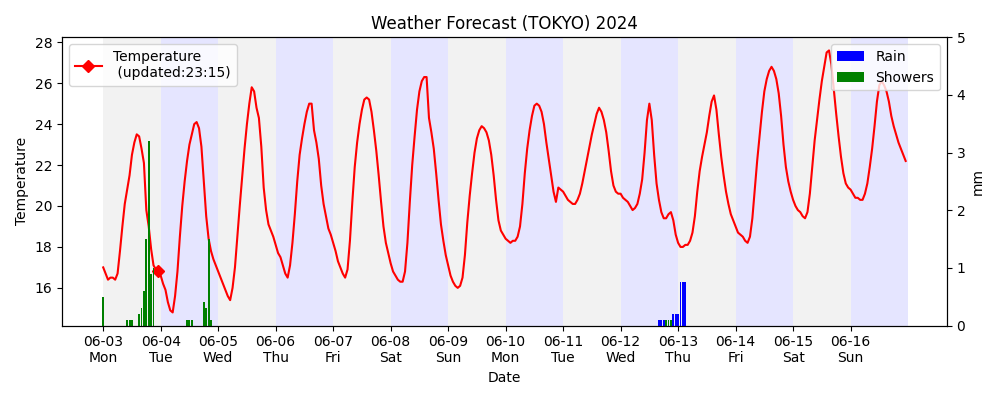 Weather Forecast (TOKYO) 2024
Temperature
(updated:23:15)
Rain
Showers
28
26
24
22
20
18
16
Temperature
5
4
3
2
1
0
mm
06-03 06-04 06-05 06-06 06-07 06-08 06-09 06-10 06-11 06-12 06-13 06-14 06-15 06-16
Mon Tue Wed Thu Fri Sat Sun Mon Tue Wed Thu Fri Sat Sun
Date